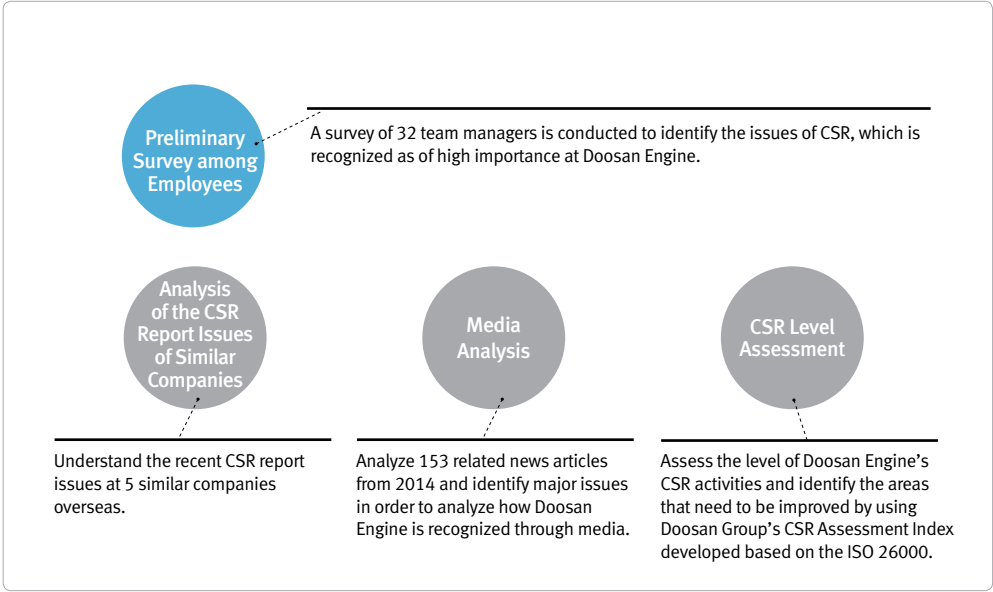 Preliminary
Survey among
Employees
A survey of 32 team managers is conducted to identify the issues of CSR, which is
recognized as of high importance at Doosan Engine.
Analysis
of the CSR
Report Issues
of Similar
Companies
Understand the recent CSR report
issues at 5 similar companies
overseas.
Media
Analysis
Analyze 153 related news articles
from 2014 and identify major issues
in order to analyze how Doosan
Engine is recognized through media.
CSR Level
Assessment
Assess the level of Doosan Engine’s
CSR activities and identify the areas
that need to be improved by using
Doosan Group’s CSR Assessment Index
developed based on the ISO 26000.